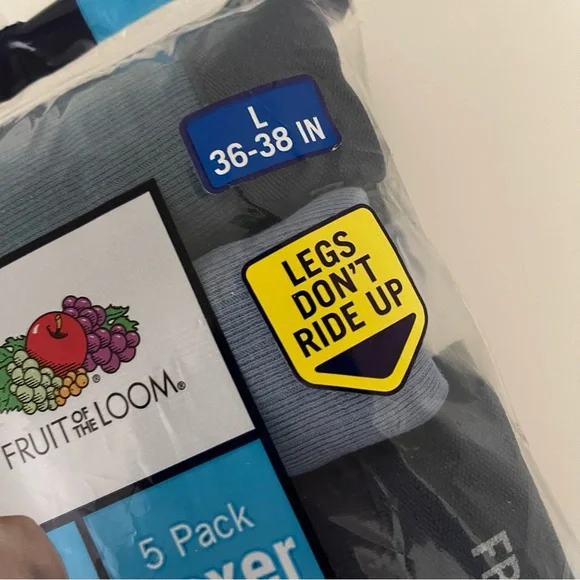 L
36-38 IN
LEGS
DON'T
RIDE UP
FRUIT OF THE LOOM®
5 Pack